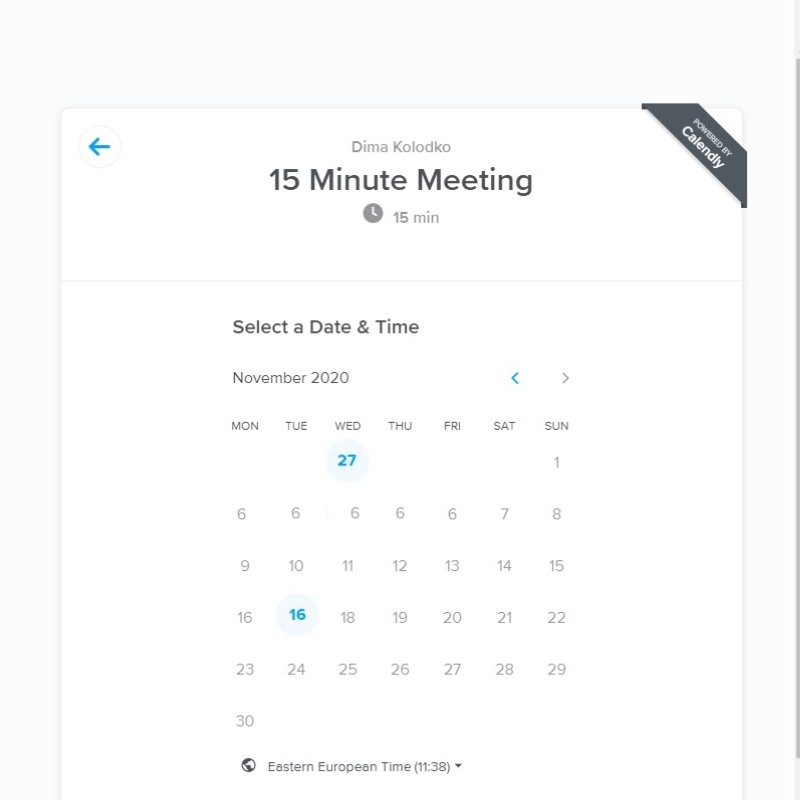 POWERED BY
Calendly
Dima Kolodko
15 Minute Meeting
15 min
Select a Date & Time
November 2020
MON TUE WED THU FRI SAT SUN
27 1
6 6 6 6 6 7 8
9 10 11 12 13 14 15
16 16 18 19 20 21 22
23 24 25 26 27 28 29
30
Eastern European Time (11:38)